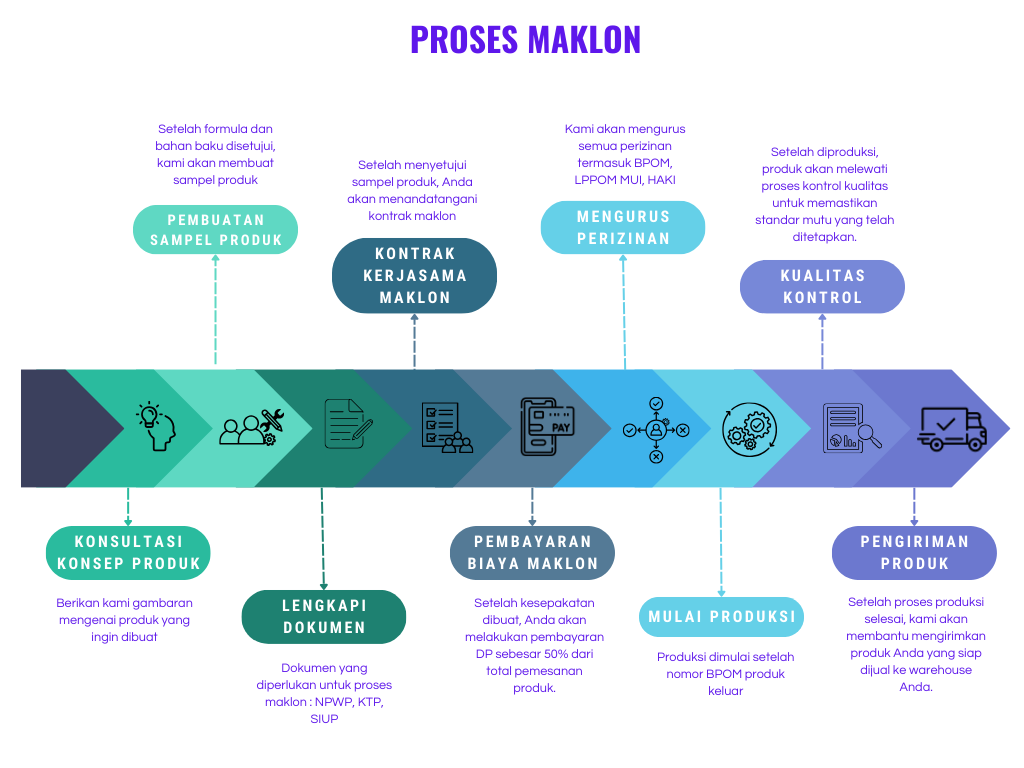 PROSES MAKLON
Berikan kami gambaran
mengenai produk yang
ingin dibuat
KONSULTASI
KONSEP PRODUK
Setelah formula dan
bahan baku disetujui,
kami akan membuat
sampel produk
PEMBUATAN
SAMPEL PRODUK
LENGKAPI
DOKUMEN
Dokumen yang
diperlukan untuk proses
maklon : NPWP, KTP,
SIUP
Setelah menyetujui
sampel produk, Anda
akan menandatangani
kontrak maklon
KONTRAK
KERJASAMA
MAKLON
PAY
PEMBAYARAN
BIAYA MAKLON
Setelah kesepakatan
dibuat, Anda akan
melakukan pembayaran
DP sebesar 50% dari
total pemesanan
produk.
Kami akan mengurus
semua perizinan
termasuk BPOM,
LPPOM MUI, HAKI
MENGURUS
PERIZINAN
MULAI PRODUKSI
Produksi dimulai setelah
nomor BPOM produk
keluar
Setelah diproduksi,
produk akan melewati
proses kontrol kualitas
untuk memastikan
standar mutu yang telah
ditetapkan.
KUALITAS
KONTROL
PENGIRIMAN
PRODUK
Setelah proses produksi
selesai, kami akan
membantu mengirimkan
produk Anda yang siap
dijual ke warehouse
Anda.